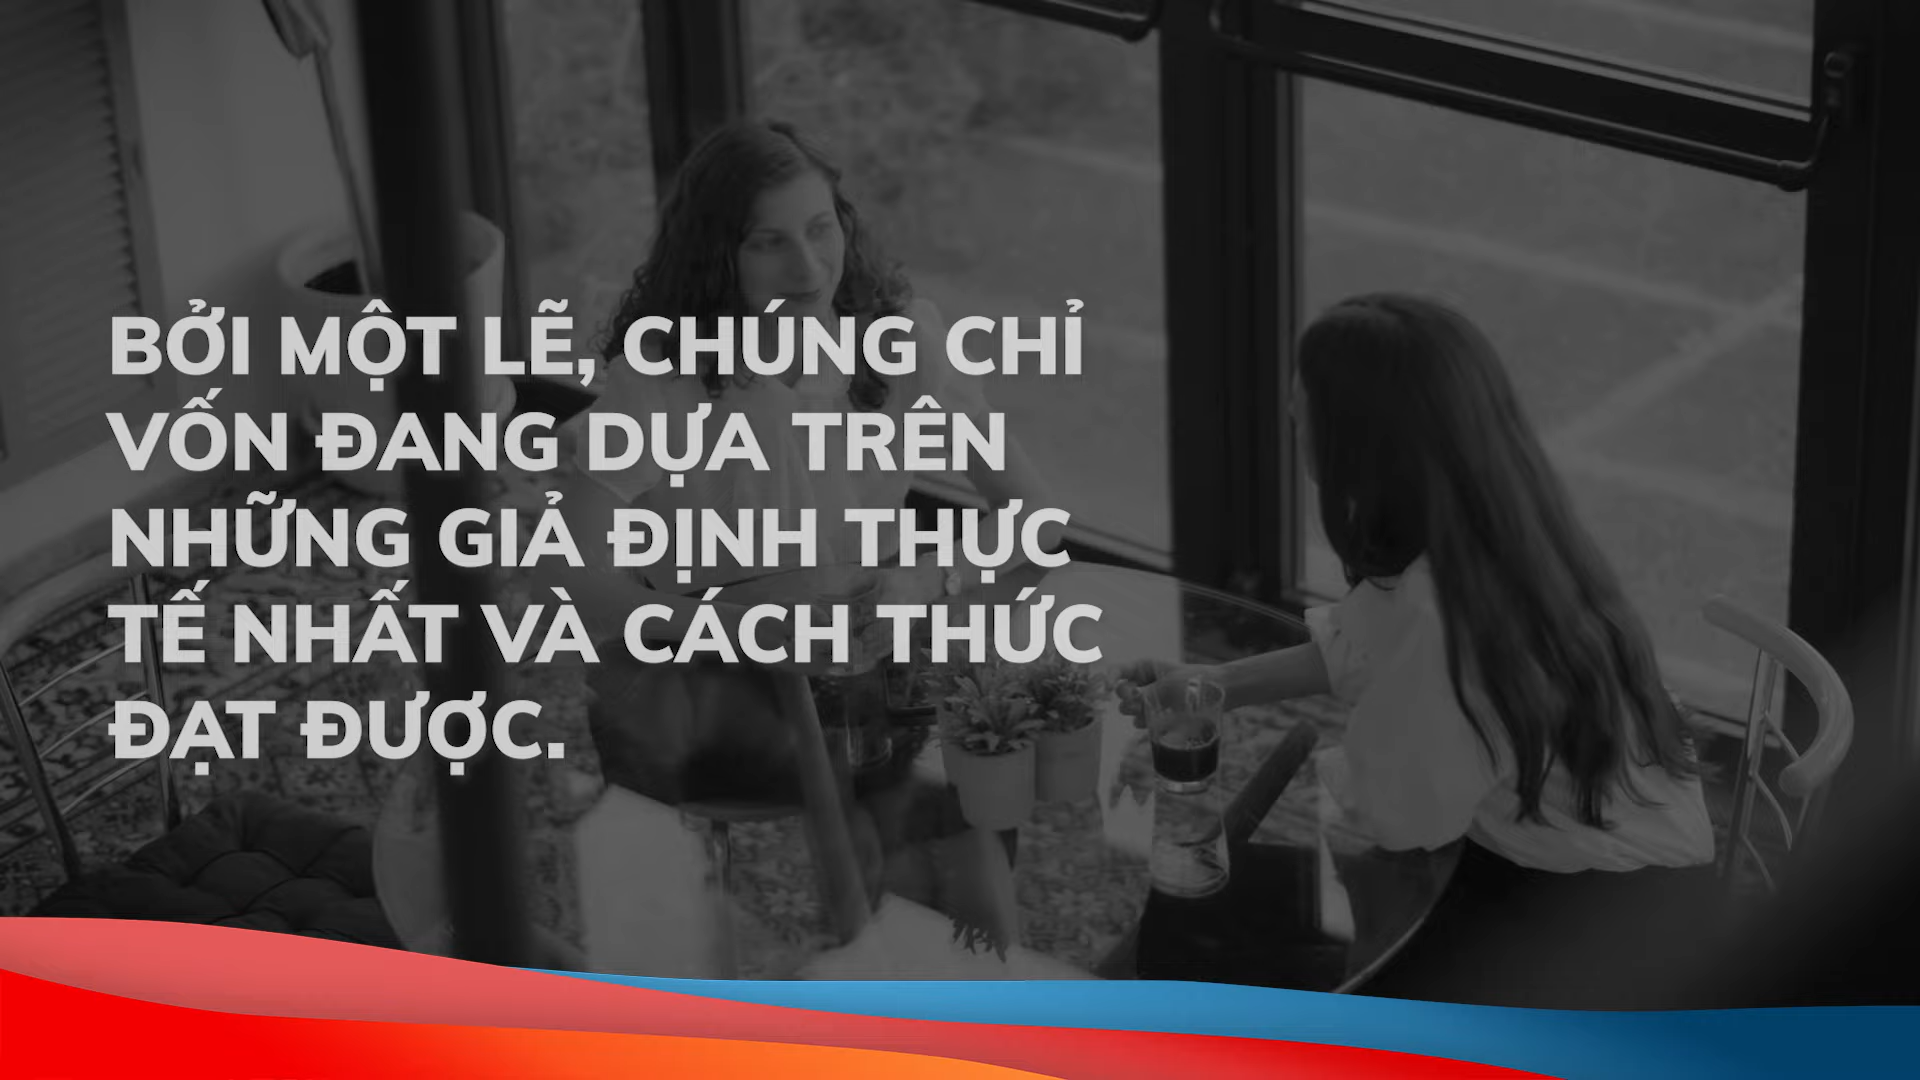 BỞI MỘT LẼ, CHÚNG CHỈ
VỐN ĐANG DỰA TRÊN
NHỮNG GIẢ ĐỊNH THỰC
TẾ NHẤT VÀ CÁCH THỨC
ĐẠT ĐƯỢC.